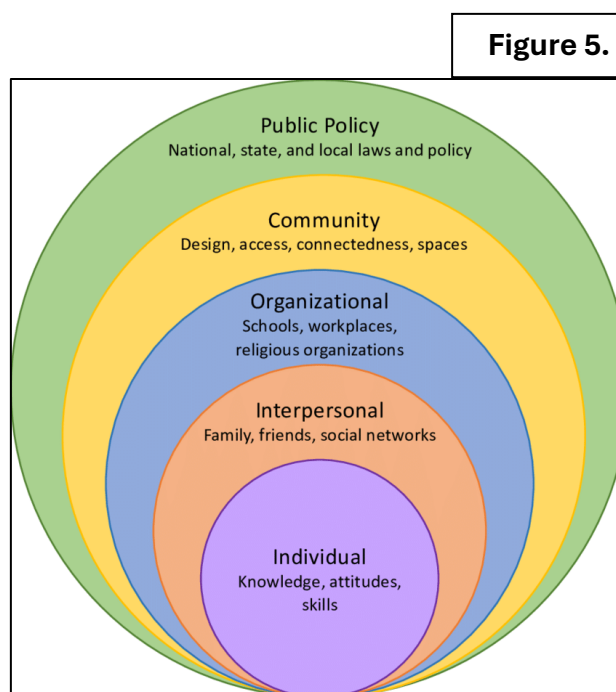 Figure 5.
Public Policy
National, state, and local laws and policy
Community
Design, access, connectedness, spaces
Organizational
Schools, workplaces,
religious organizations
Interpersonal
Family, friends, social networks
Individual
Knowledge, attitudes,
skills